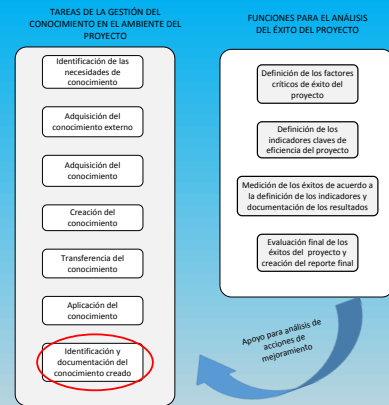 TAREAS DE LA GESTIÓN DEL
CONOCIMIENTO EN EL AMBIENTE DEL
PROYECTO
Identificación de las
necesidades de
conocimiento
Adquisición del
conocimiento externo
Adquisición del
conocimiento
Creación del
conocimiento
Transferencia del
conocimiento
Aplicación del
conocimiento
Identificación y
documentación del
conocimiento creado
FUNCIONES PARA EL ANÁLISIS
DEL ÉXITO DEL PROYECTO
Definición de los factores
críticos de éxito del
proyecto
Definición de los
indicadores claves de
eficiencia del proyecto
Medición de los éxitos de acuerdo a
la definición de los indicadores y
documentación de los resultados
Evaluación final de los
éxitos del proyecto y
creación del reporte final
Apoyo para análisis de
acciones de
mejoramiento